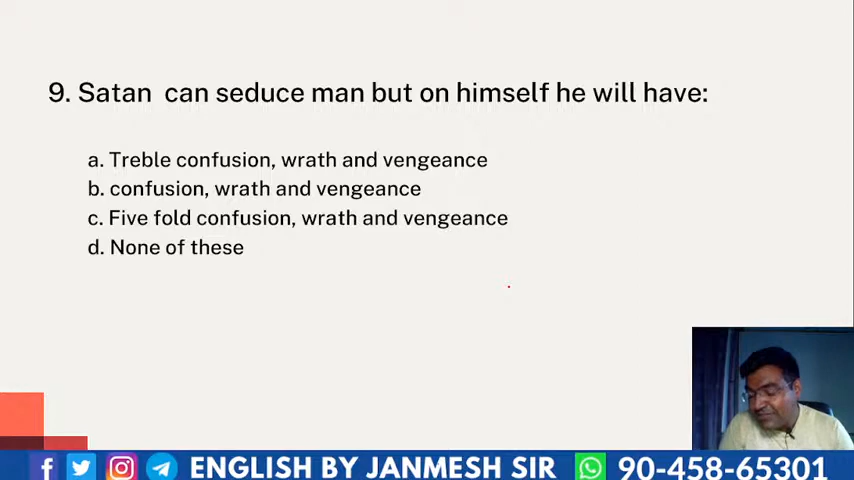 9. Satan can seduce man but on himself he will have:
a. Treble confusion, wrath and vengeance
b. confusion, wrath and vengeance
c. Five fold confusion, wrath and vengeance
d. None of these
ENGLISH BY JANMESH SIR 90-458-65301